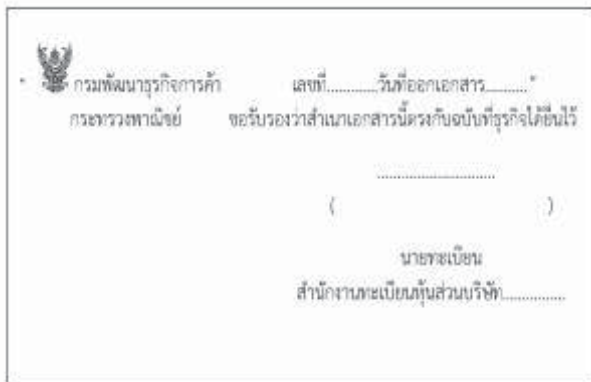 " กรมพัฒนาธุรกิจการค้า เลขที่............วันที่ออกเอกสาร.........."
กระทรวงพาณิชย์ ขอรับรองว่าสำเนาเอกสารนี้ตรงกับฉบับที่ธุรกิจได้ยื่นไว้
............................
( )
นายทะเบียน
สำนักงานทะเบียนหุ้นส่วนบริษัท...............